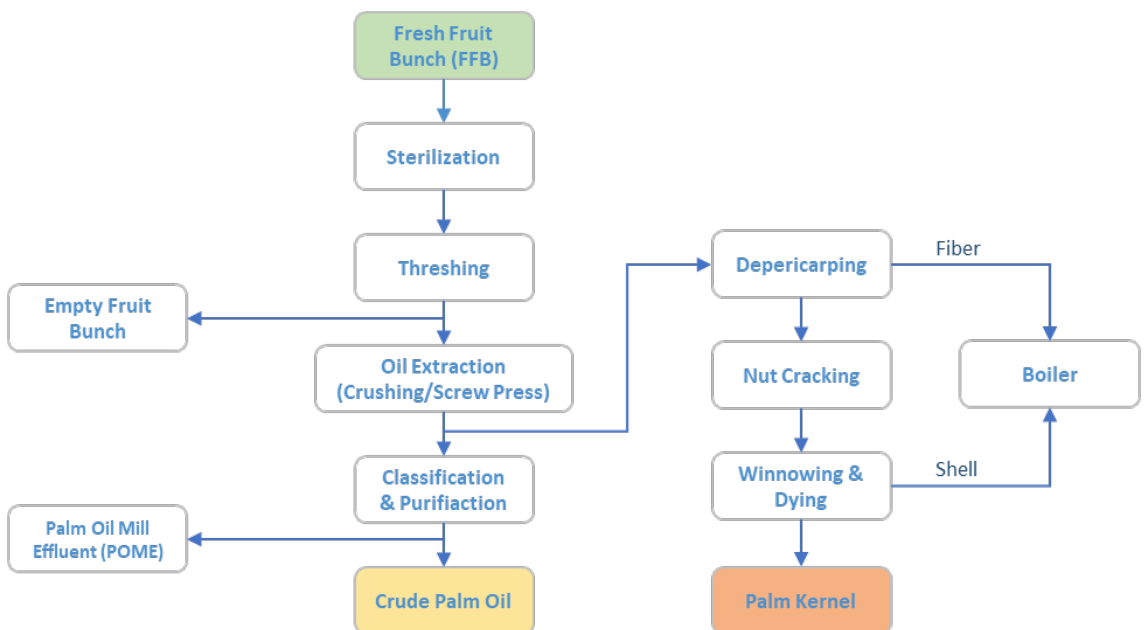 Fresh Fruit
Bunch (FFB)
Sterilization
Threshing
Empty Fruit
Bunch
Oil Extraction
(Crushing/Screw Press)
Classification
& Purifiaction
Palm Oil Mill
Effluent (POME)
Crude Palm Oil
Depericarping
Fiber
Nut Cracking
Boiler
Winnowing &
Dying
Shell
Palm Kernel